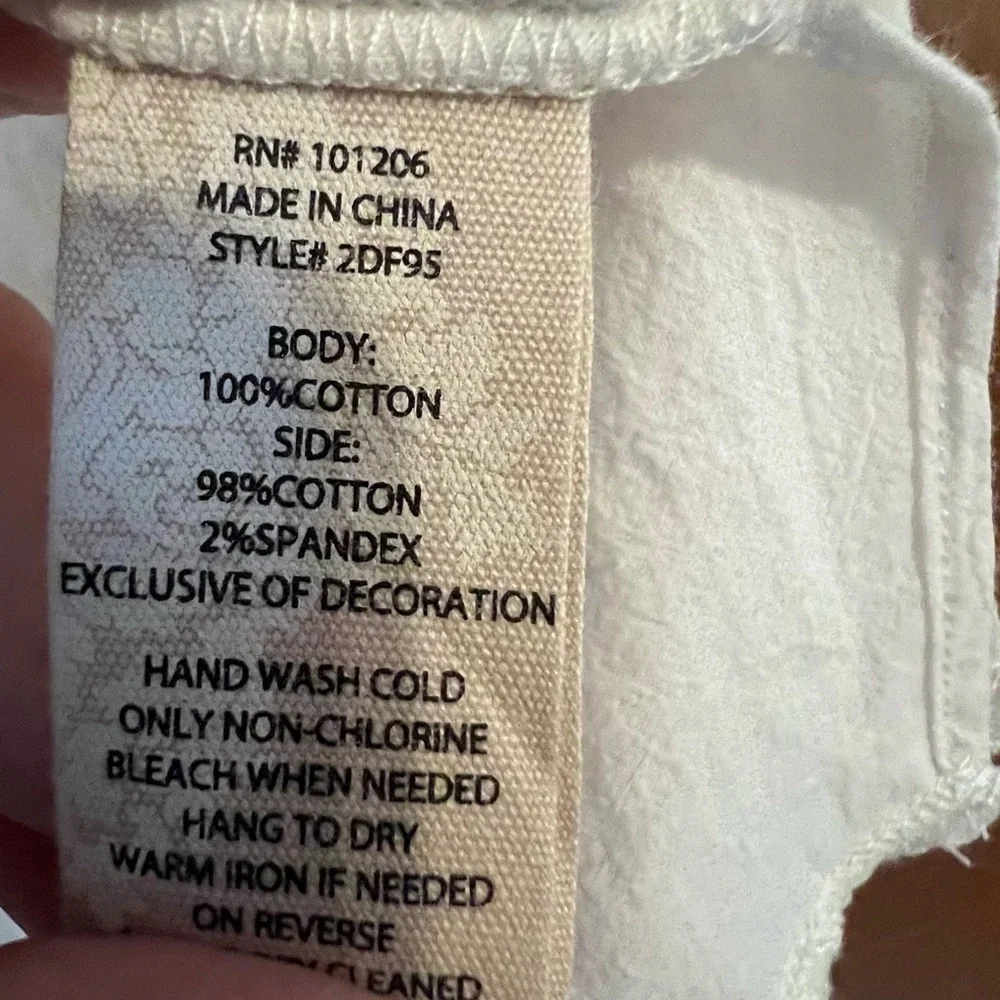 RN# 101206
MADE IN CHINA
STYLE# 2DF95
BODY:
100%COTTON
SIDE:
98%COTTON
2%SPANDEX
EXCLUSIVE OF DECORATION
HAND WASH COLD
ONLY NON-CHLORINE
BLEACH WHEN NEEDED
HANG TO DRY
WARM IRON IF NEEDED
ON REVERSE
CLEANED